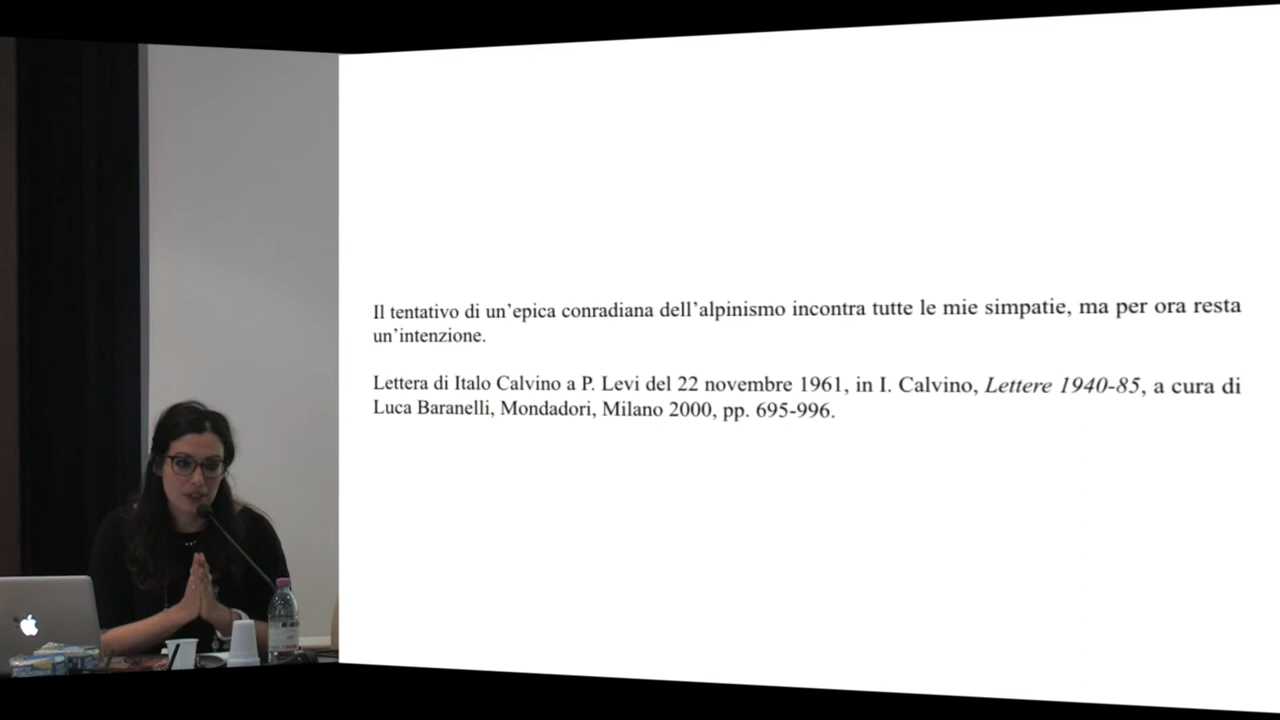 Il tentativo di un’epica conradiana dell’alpinismo incontra tutte le mie simpatie, ma per ora resta
un’intenzione.
Lettera di Italo Calvino a P. Levi del 22 novembre 1961, in I. Calvino, Lettere 1940-85, a cura di
Luca Baranelli, Mondadori, Milano 2000, pp. 695-996.